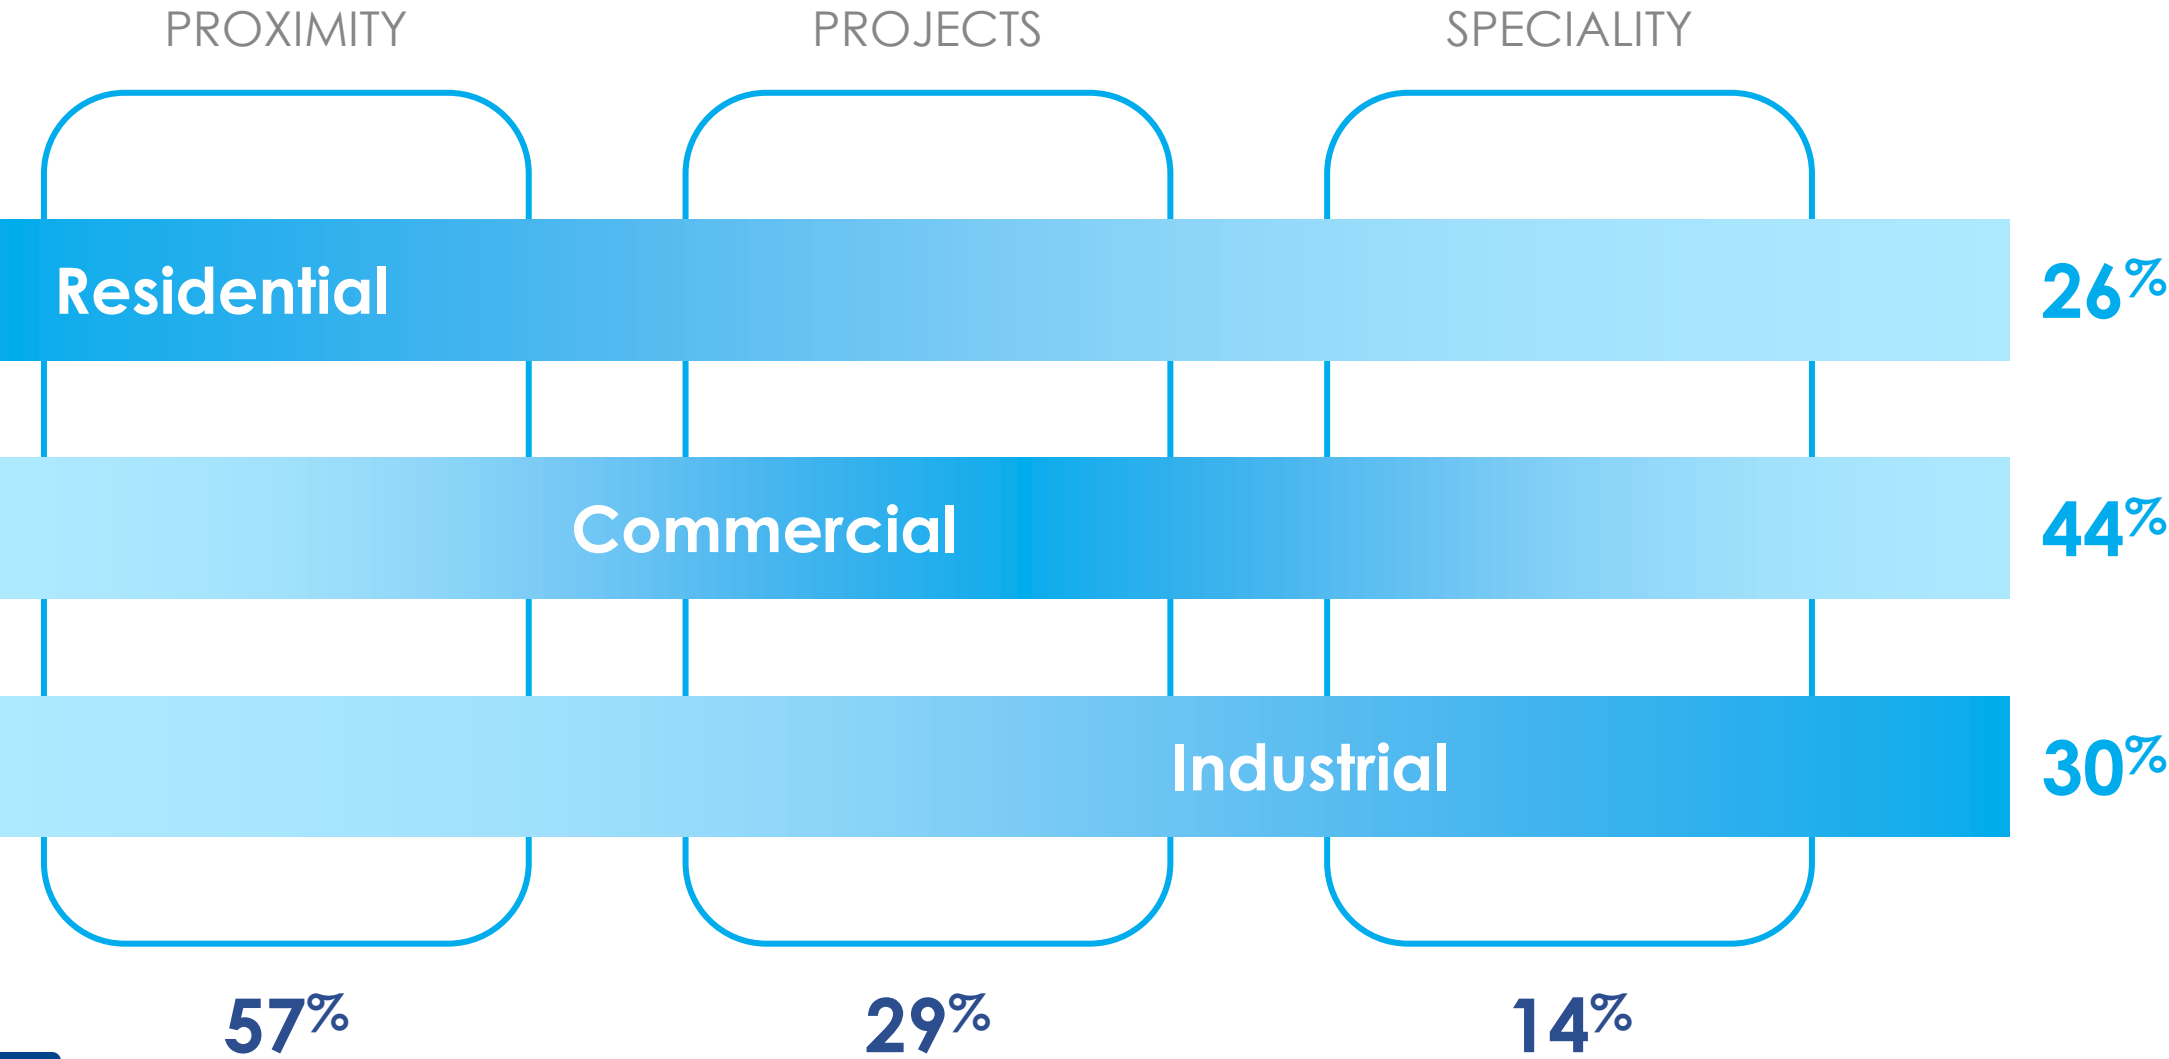 PROXIMITY PROJECTS SPECIALITY
Residential 26%
Commercial 44%
Industrial 30%
57% 29% 14%